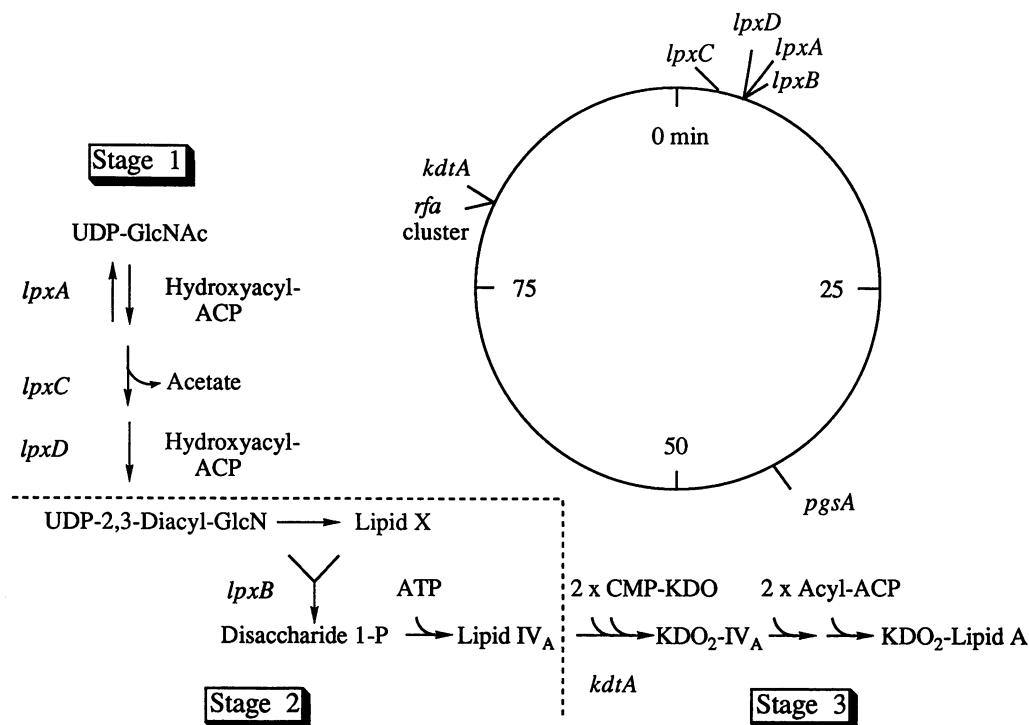 lpxD
lpxC
lpxA
lpxB
0 min
Stage 1
kdtA
rfa
cluster
UDP-GlcNAc
lpxA
Hydroxyacyl-
ACP
75
25
lpxC
Acetate
lpxD
Hydroxyacyl-
ACP
50
pgsA
UDP-2,3-Diacyl-GlcN
Lipid X
lpxB
ATP
2 x CMP-KDO
2 x Acyl-ACP
Disaccharide 1-P
Lipid IVA
KDO2-IVA
KDO2-Lipid A
kdtA
Stage 2
Stage 3